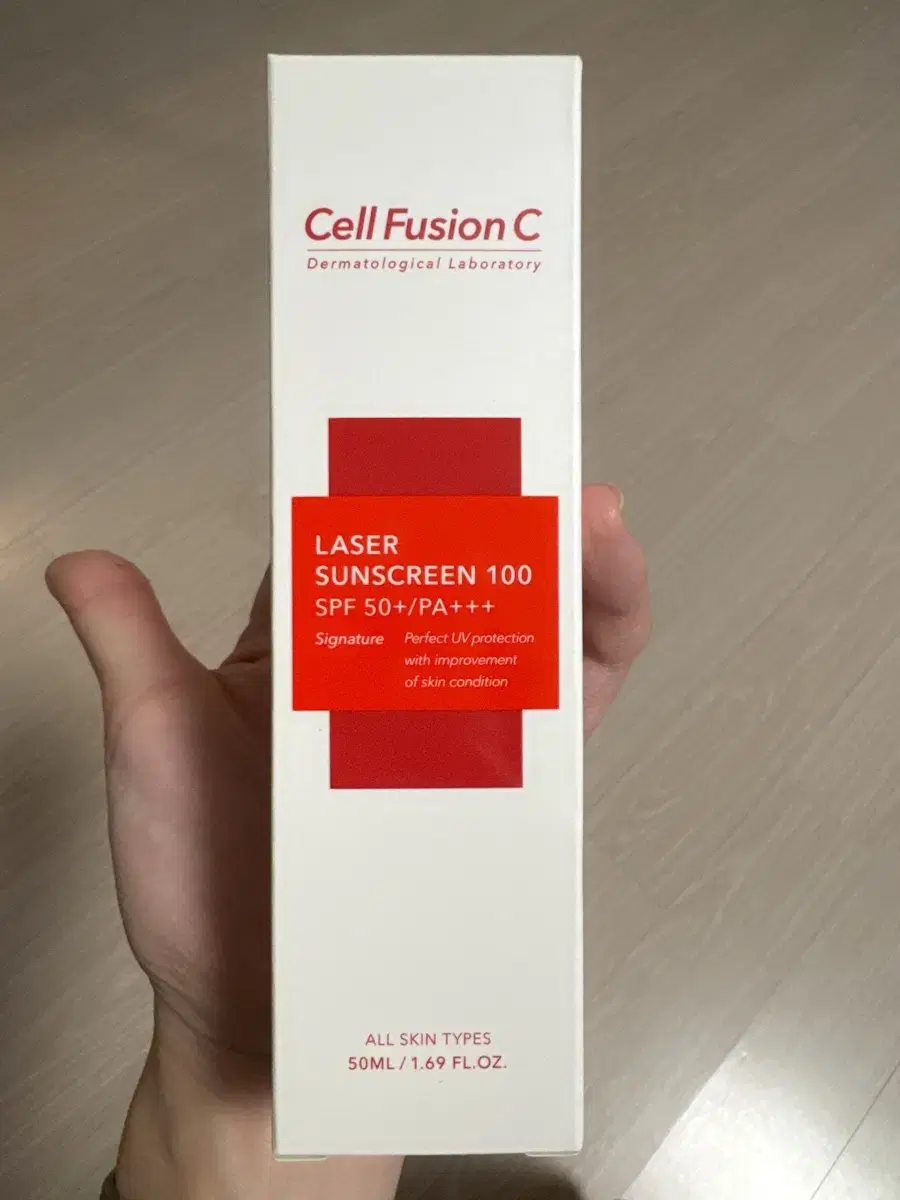 Cell Fusion C
Dermatological Laboratory
LASER
SUNSCREEN 100
SPF 50+/PA+++
Signature Perfect UV protection
with improvement
of skin condition
ALL SKIN TYPES
50ML / 1.69 FL.OZ.